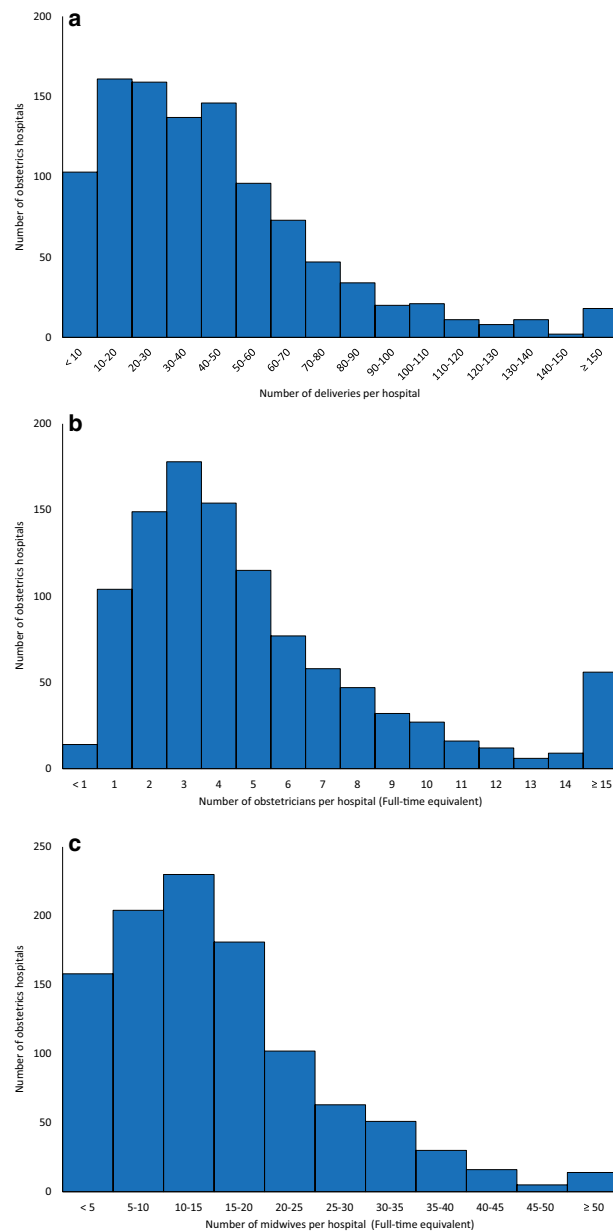 a
200
150
100
50
0
Number of obstetrics hospitals
< 10 10-20 20-30 30-40 40-50 50-60 60-70 70-80 80-90 90-100 100-110 110-120 120-130 130-140 140-150 ≥ 150
Number of deliveries per hospital
b
200
150
100
50
0
Number of obstetrics hospitals
< 1 1 2 3 4 5 6 7 8 9 10 11 12 13 14 ≥ 15
Number of obstetricians per hospital (Full-time equivalent)
c
250
200
150
100
50
0
Number of obstetrics hospitals
< 5 5-10 10-15 15-20 20-25 25-30 30-35 35-40 40-45 45-50 ≥ 50
Number of midwives per hospital (Full-time equivalent)